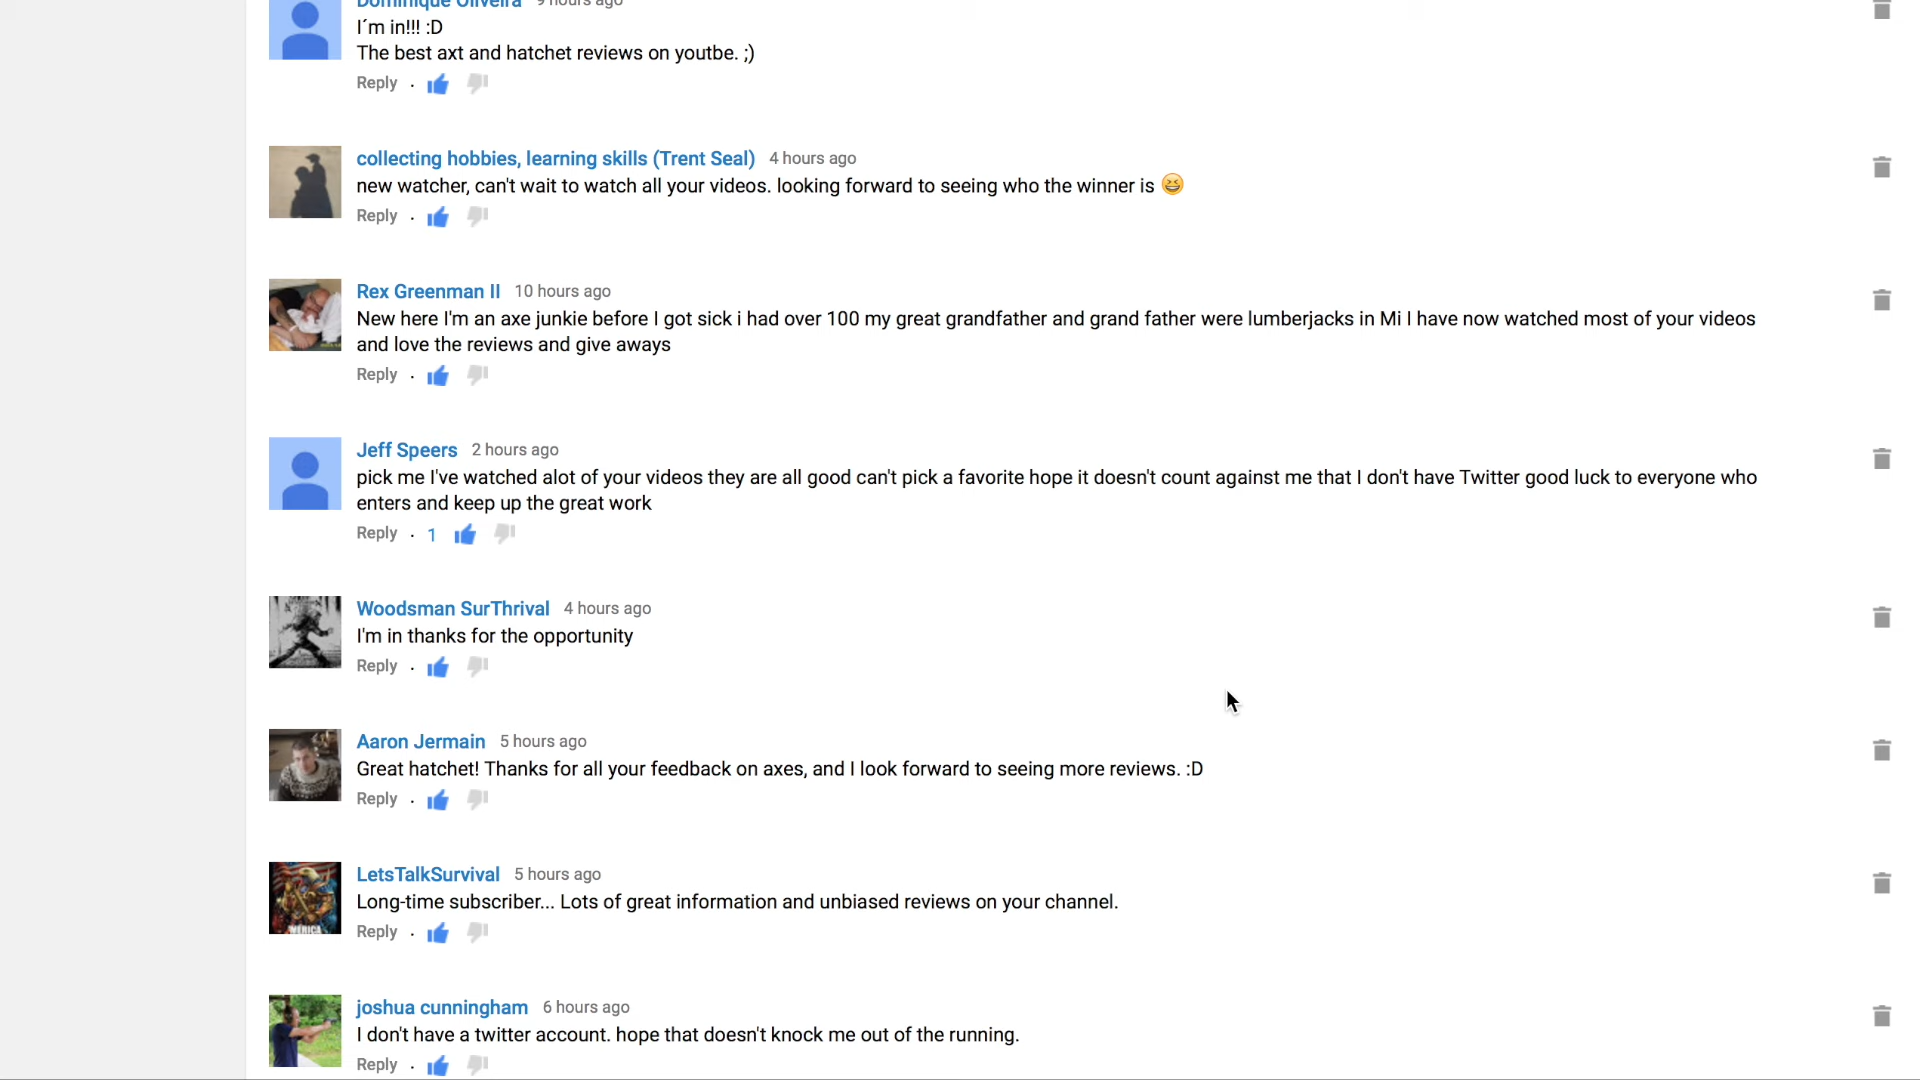 Dominique Oliveira 9 hours ago
I´m in!!! :D
The best axt and hatchet reviews on youtbe. ;)
Reply ·
collecting hobbies, learning skills (Trent Seal) 4 hours ago
new watcher, can't wait to watch all your videos. looking forward to seeing who the winner is 😆
Reply ·
Rex Greenman II 10 hours ago
New here I'm an axe junkie before I got sick i had over 100 my great grandfather and grand father were lumberjacks in Mi I have now watched most of your videos
and love the reviews and give aways
Reply ·
Jeff Speers 2 hours ago
pick me I've watched alot of your videos they are all good can't pick a favorite hope it doesn't count against me that I don't have Twitter good luck to everyone who
enters and keep up the great work
Reply · 1
Woodsman SurThrival 4 hours ago
I'm in thanks for the opportunity
Reply ·
Aaron Jermain 5 hours ago
Great hatchet! Thanks for all your feedback on axes, and I look forward to seeing more reviews. :D
Reply ·
LetsTalkSurvival 5 hours ago
Long-time subscriber... Lots of great information and unbiased reviews on your channel.
Reply ·
'MERICA
joshua cunningham 6 hours ago
I don't have a twitter account. hope that doesn't knock me out of the running.
Reply ·